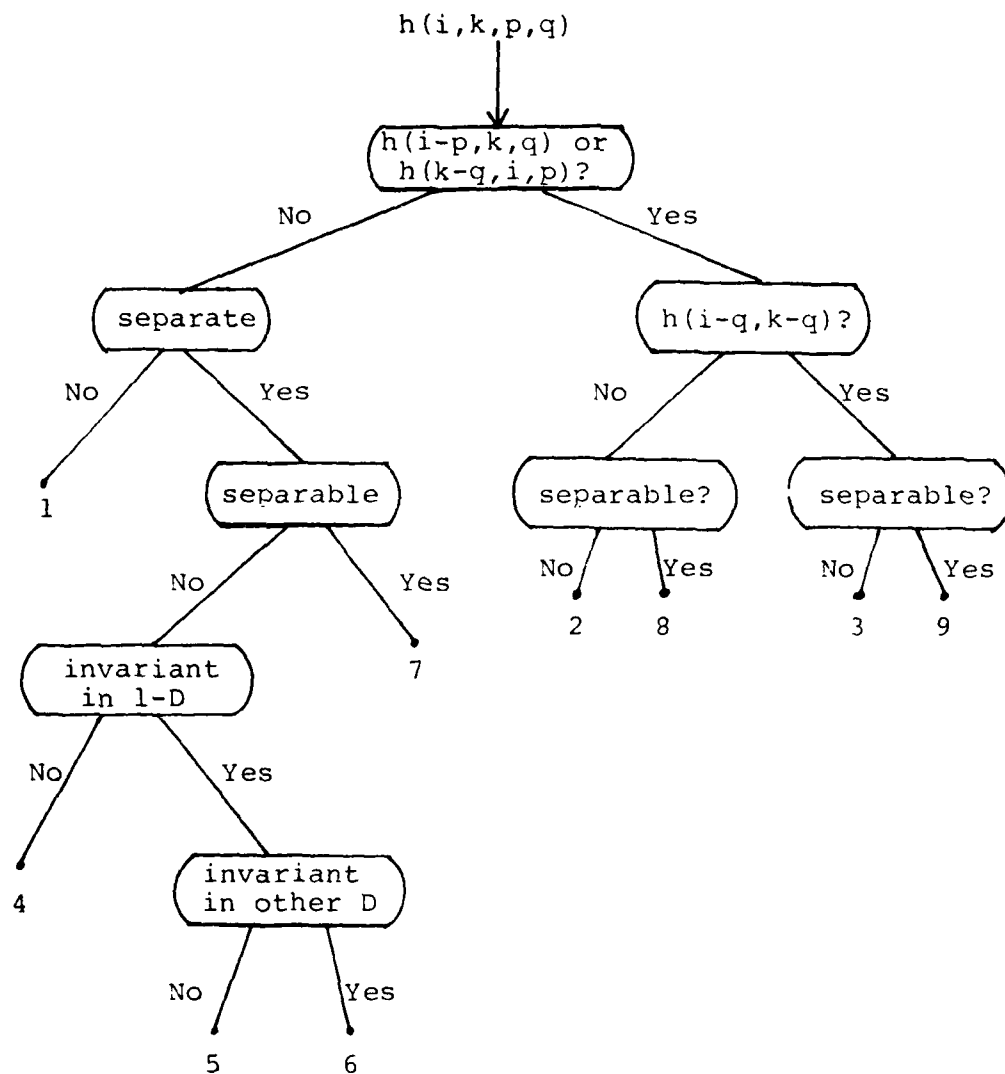 h(i,k,p,q)
h(i-p,k,q) or
h(k-q,i,p)?
No
Yes
separate
h(i-q,k-q)?
No
Yes
No
Yes
separable
separable?
separable?
1
No
Yes
No
Yes
No
Yes
2
8
3
9
invariant
in 1-D
7
No
Yes
invariant
in other D
4
No
Yes
5
6